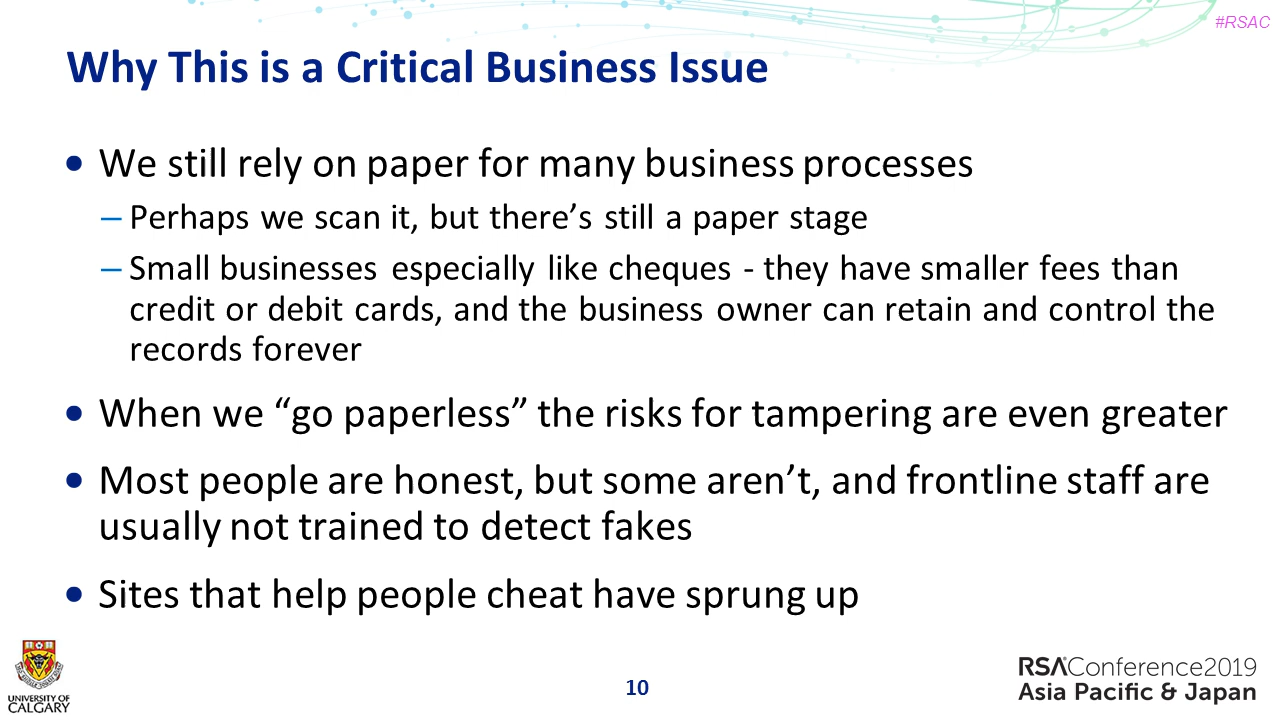 #RSAC
Why This is a Critical Business Issue
• We still rely on paper for many business processes
– Perhaps we scan it, but there’s still a paper stage
– Small businesses especially like cheques - they have smaller fees than
credit or debit cards, and the business owner can retain and control the
records forever
• When we “go paperless” the risks for tampering are even greater
• Most people are honest, but some aren’t, and frontline staff are
usually not trained to detect fakes
• Sites that help people cheat have sprung up
UNIVERSITY OF
CALGARY
10
RSA Conference2019
Asia Pacific & Japan